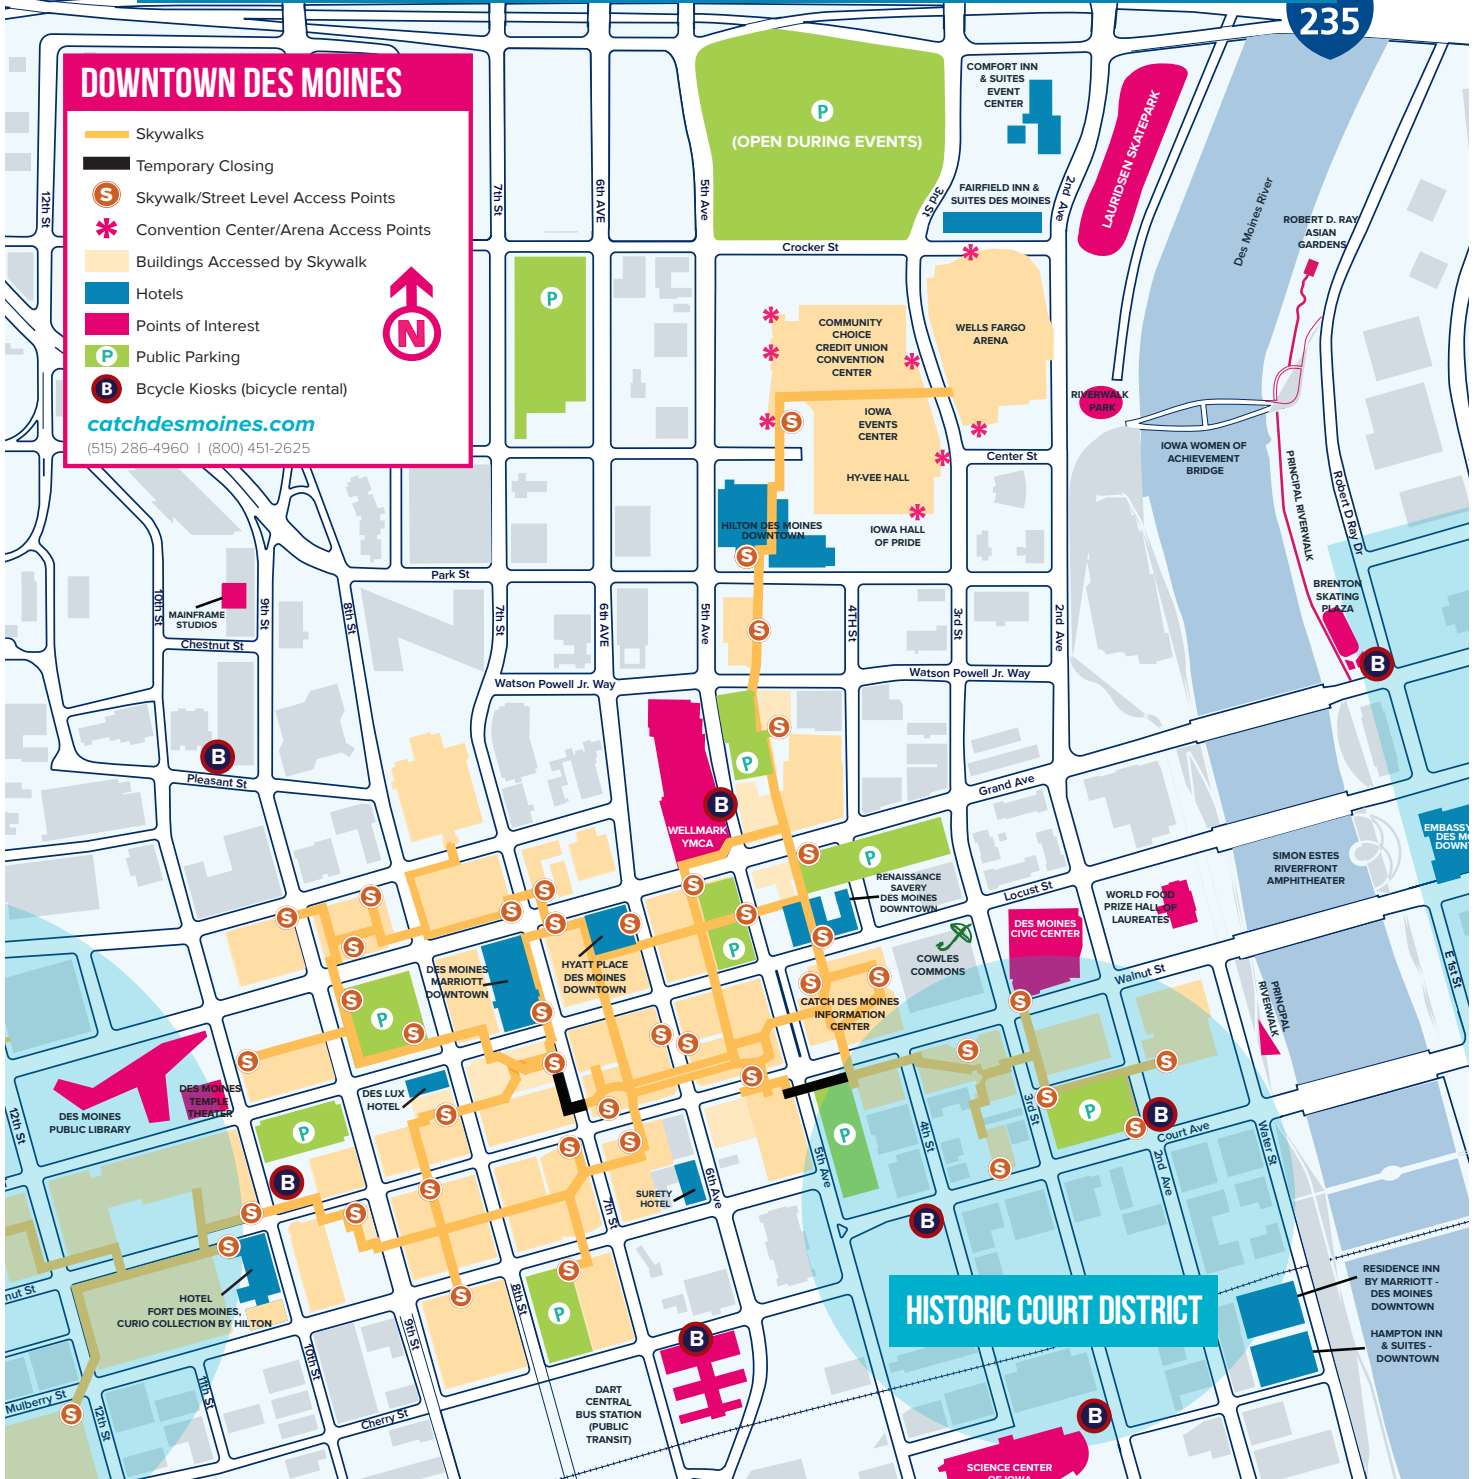 235
DOWNTOWN DES MOINES
Skywalks
Temporary Closing
S
Skywalk/Street Level Access Points
Convention Center/Arena Access Points
Buildings Accessed by Skywalk
Hotels
Points of Interest
P
Public Parking
B
Bcycle Kiosks (bicycle rental)
N
catchdesmoines.com
(515) 286-4960 | (800) 451-2625
P
(OPEN DURING EVENTS)
COMFORT INN
& SUITES
EVENT
CENTER
FAIRFIELD INN &
SUITES DES MOINES
LAURIDSEN SKATEPARK
Des Moines River
ROBERT D. RAY
ASIAN
GARDENS
12th St
7th St
6th AVE
5th Ave
3rd St
2nd Ave
Crocker St
P
COMMUNITY
CHOICE
CREDIT UNION
CONVENTION
CENTER
WELLS FARGO
ARENA
RIVERWALK
PARK
IOWA
EVENTS
CENTER
S
Center St
HY-VEE HALL
IOWA WOMEN OF
ACHIEVEMENT
BRIDGE
PRINCIPAL RIVERWALK
Robert D Ray Dr
HILTON DES MOINES
DOWNTOWN
IOWA HALL
OF PRIDE
S
Park St
BRENTON
SKATING
PLAZA
MAINFRAME
STUDIOS
10th St
9th St
8th St
7th St
6th AVE
5th Ave
4TH St
3rd St
2nd Ave
Chestnut St
S
B
Watson Powell Jr. Way
Watson Powell Jr. Way
B
Pleasant St
S
P
Grand Ave
B
WELLMARK
YMCA
S
P
RENAISSANCE
SAVERY
DES MOINES
DOWNTOWN
Locust St
SIMON ESTES
RIVERFRONT
AMPHITHEATER
EMBASSY
DES MO
DOWNT
WORLD FOOD
PRIZE HALL OF
LAUREATES
DES MOINES
CIVIC CENTER
COWLES
COMMONS
Walnut St
E 1st St
PRINCIPAL
RIVERWALK
S
S
S
S
S
S
S
S
S
S
P
DES MOINES
MARRIOTT
DOWNTOWN
HYATT PLACE
DES MOINES
DOWNTOWN
S
P
S
S
S
S
CATCH DES MOINES
INFORMATION
CENTER
S
S
S
S
S
S
S
S
S
DES MOINES
PUBLIC LIBRARY
DES MOINES
TEMPLE
THEATER
DES LUX
HOTEL
S
S
12th St
P
S
S
3rd St
S
P
S
B
Court Ave
4th St
P
5th Ave
2nd Ave
Water St
B
S
SURETY
HOTEL
6th Ave
S
S
S
7th St
B
S
HOTEL
FORT DES MOINES,
CURIO COLLECTION BY HILTON
nut St
S
S
8th St
P
HISTORIC COURT DISTRICT
RESIDENCE INN
BY MARRIOTT -
DES MOINES
DOWNTOWN
HAMPTON INN
& SUITES -
DOWNTOWN
9th St
10th St
11th St
12th St
Mulberry St
S
Cherry St
B
DART
CENTRAL
BUS STATION
(PUBLIC
TRANSIT)
B
SCIENCE CENTER
OF IOWA